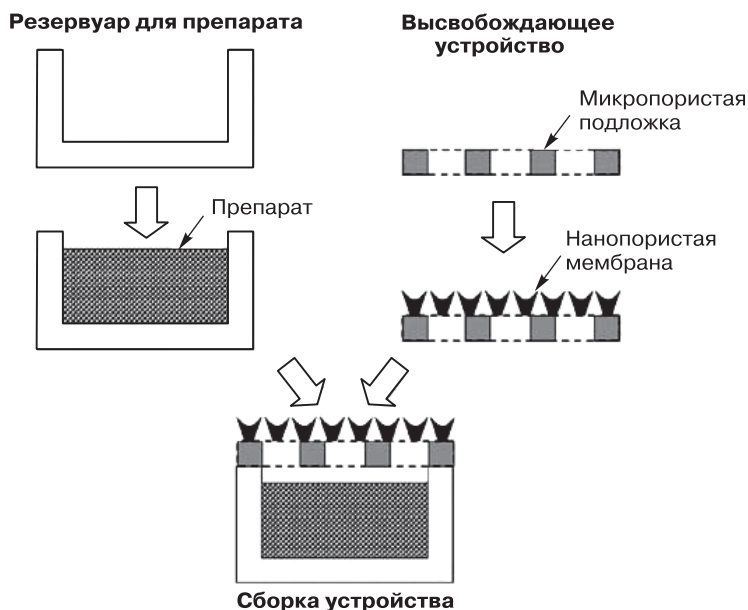 Резервуар для препарата
Высвобождающее
устройство
Микропористая
подложка
Препарат
Нанопористая
мембрана
Сборка устройства